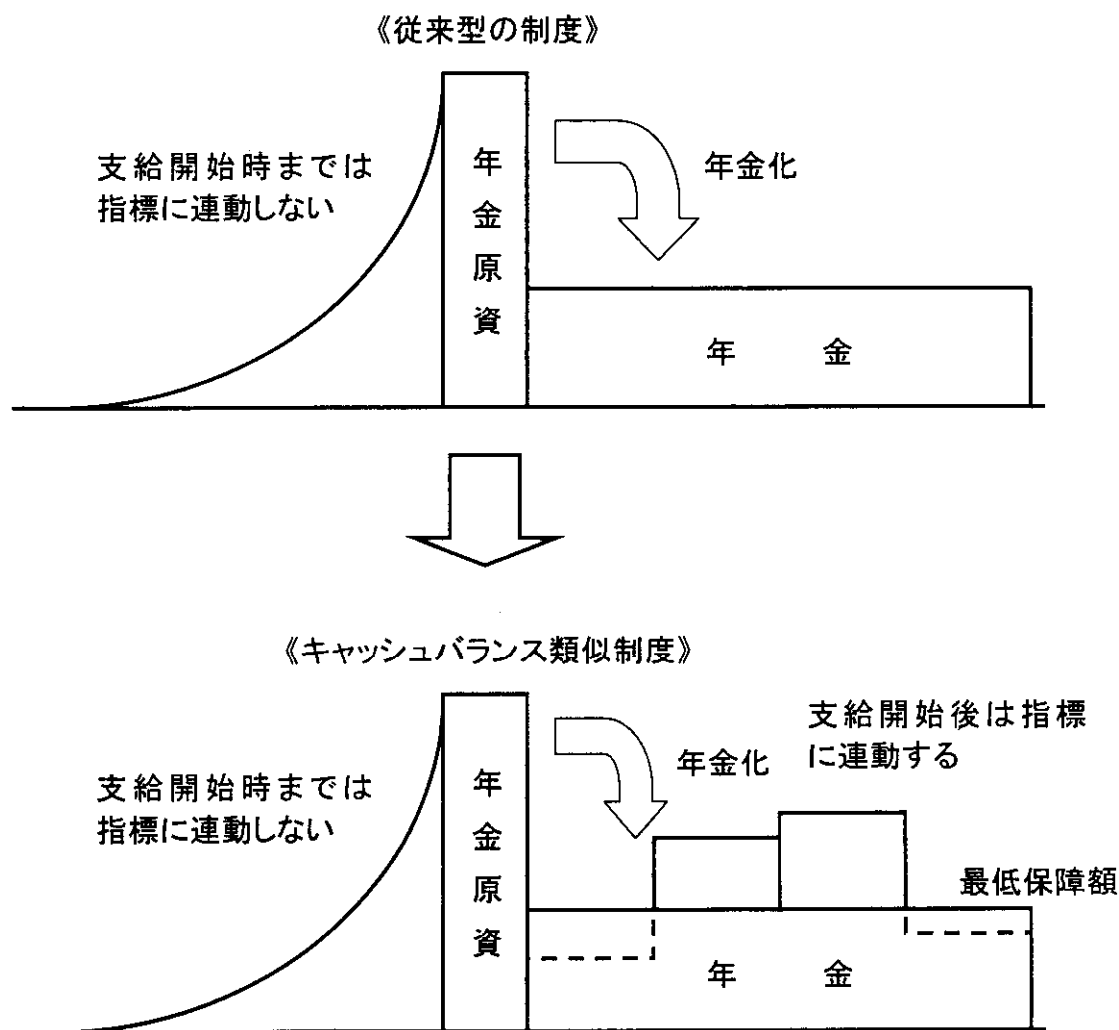 《従来型の制度》
支給開始時までは
指標に連動しない
年金原資
年金化
年 金
《キャッシュバランス類似制度》
支給開始時までは
指標に連動しない
年金原資
年金化
支給開始後は指標
に連動する
最低保障額
年 金